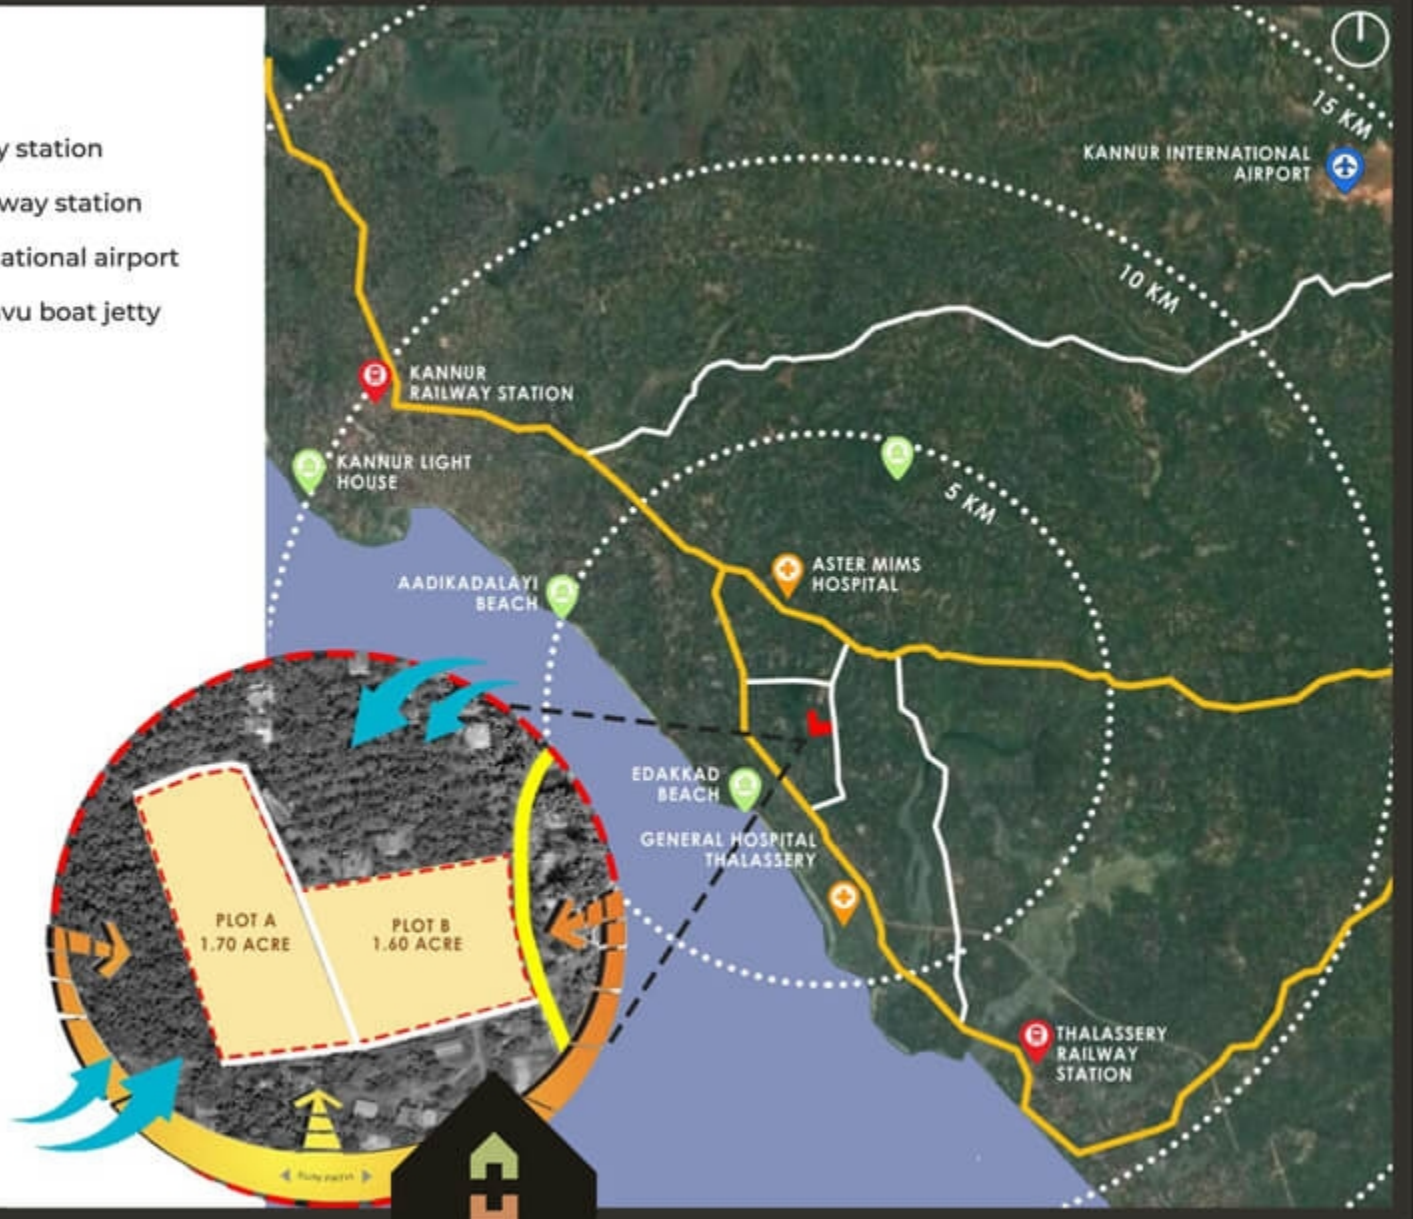 y station
way station
ational airport
vu boat jetty
15 KM
KANNUR INTERNATIONAL
AIRPORT
10 KM
KANNUR
RAILWAY STATION
KANNUR LIGHT
HOUSE
5 KM
ASTER MIMS
HOSPITAL
AADIKADALAYI
BEACH
EDAKKAD
BEACH
GENERAL HOSPITAL
THALASSERY
PLOT A
1.70 ACRE
PLOT B
1.60 ACRE
THALASSERY
RAILWAY
STATION